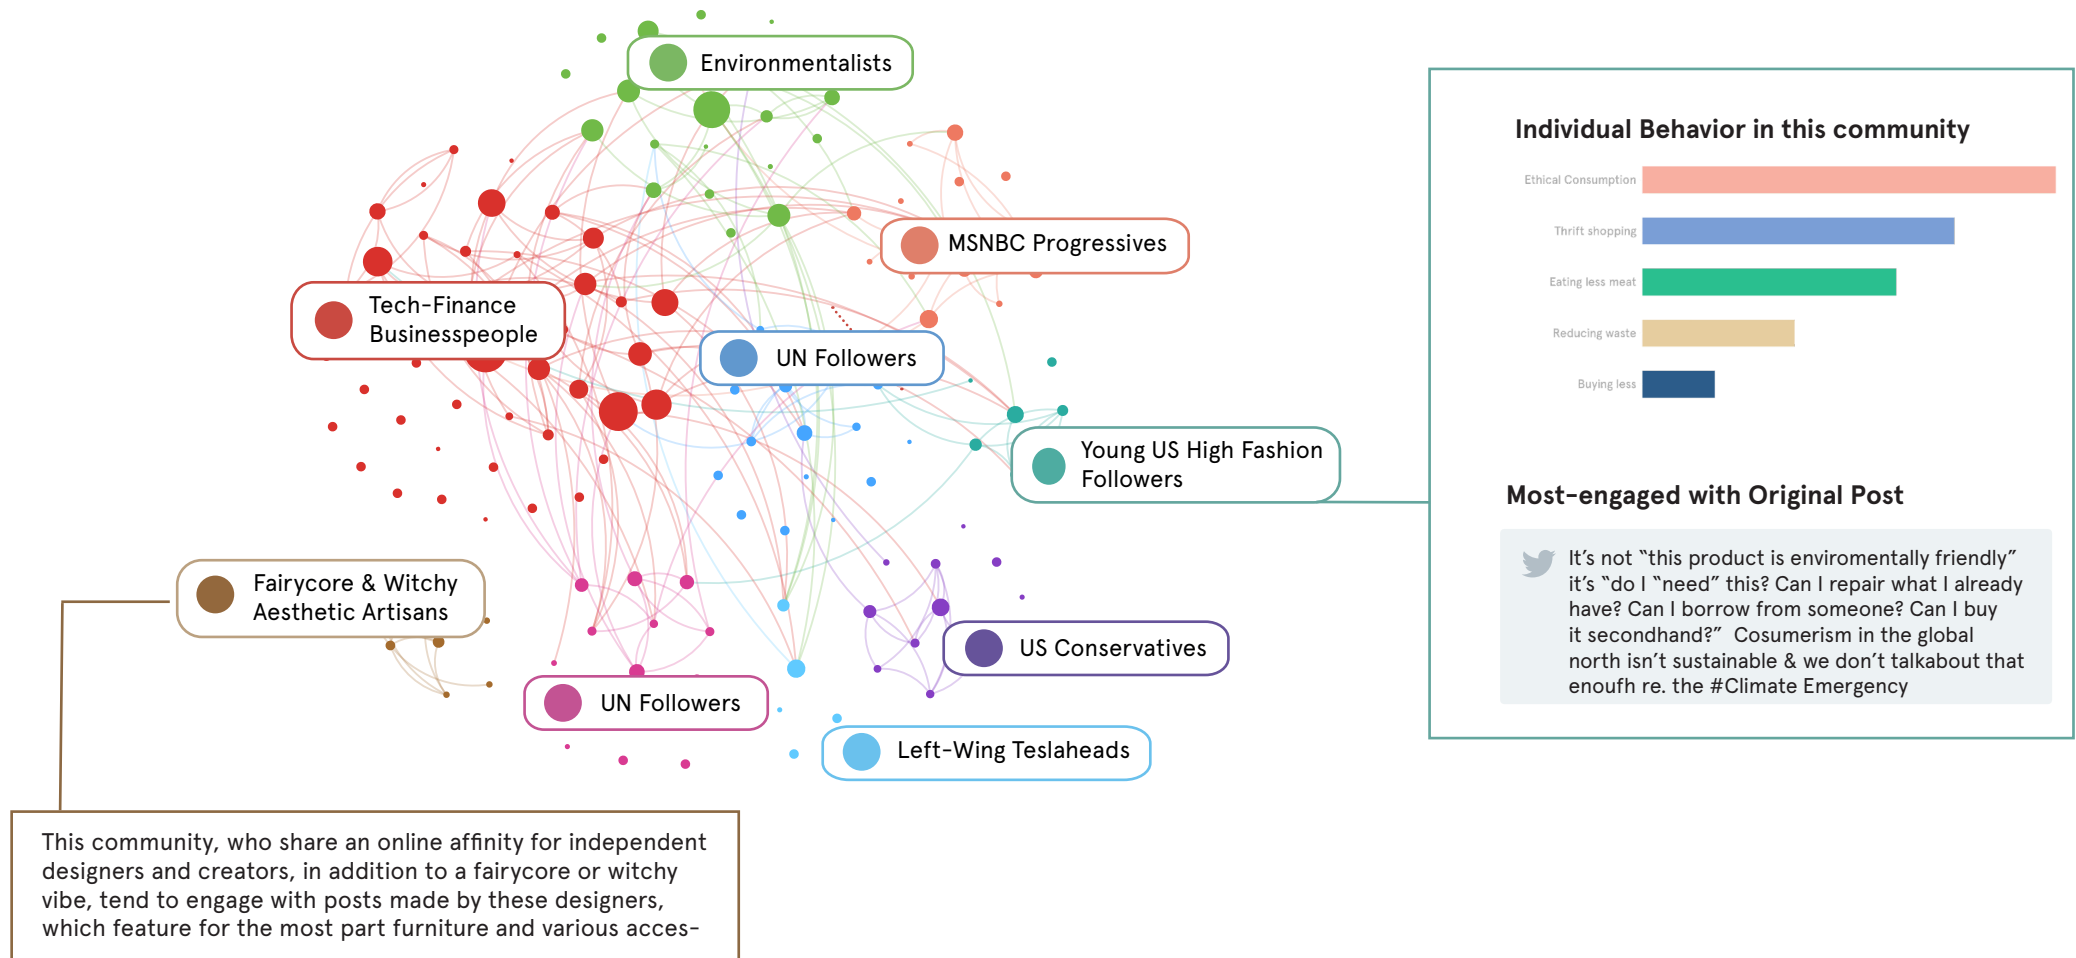 Environmentalists
MSNBC Progressives
Tech-Finance
Businesspeople
UN Followers
Young US High Fashion
Followers
Fairycore & Witchy
Aesthetic Artisans
US Conservatives
UN Followers
Left-Wing Teslaheads
This community, who share an online affinity for independent
designers and creators, in addition to a fairycore or witchy
vibe, tend to engage with posts made by these designers,
which feature for the most part furniture and various acces-
Individual Behavior in this community
Ethical Consumption
Thrift shopping
Eating less meat
Reducing waste
Buying less
Most-engaged with Original Post
It’s not “this product is enviromentally friendly”
it’s “do I “need” this? Can I repair what I already
have? Can I borrow from someone? Can I buy
it secondhand?” Cosumerism in the global
north isn’t sustainable & we don’t talkabout that
enoufh re. the #Climate Emergency